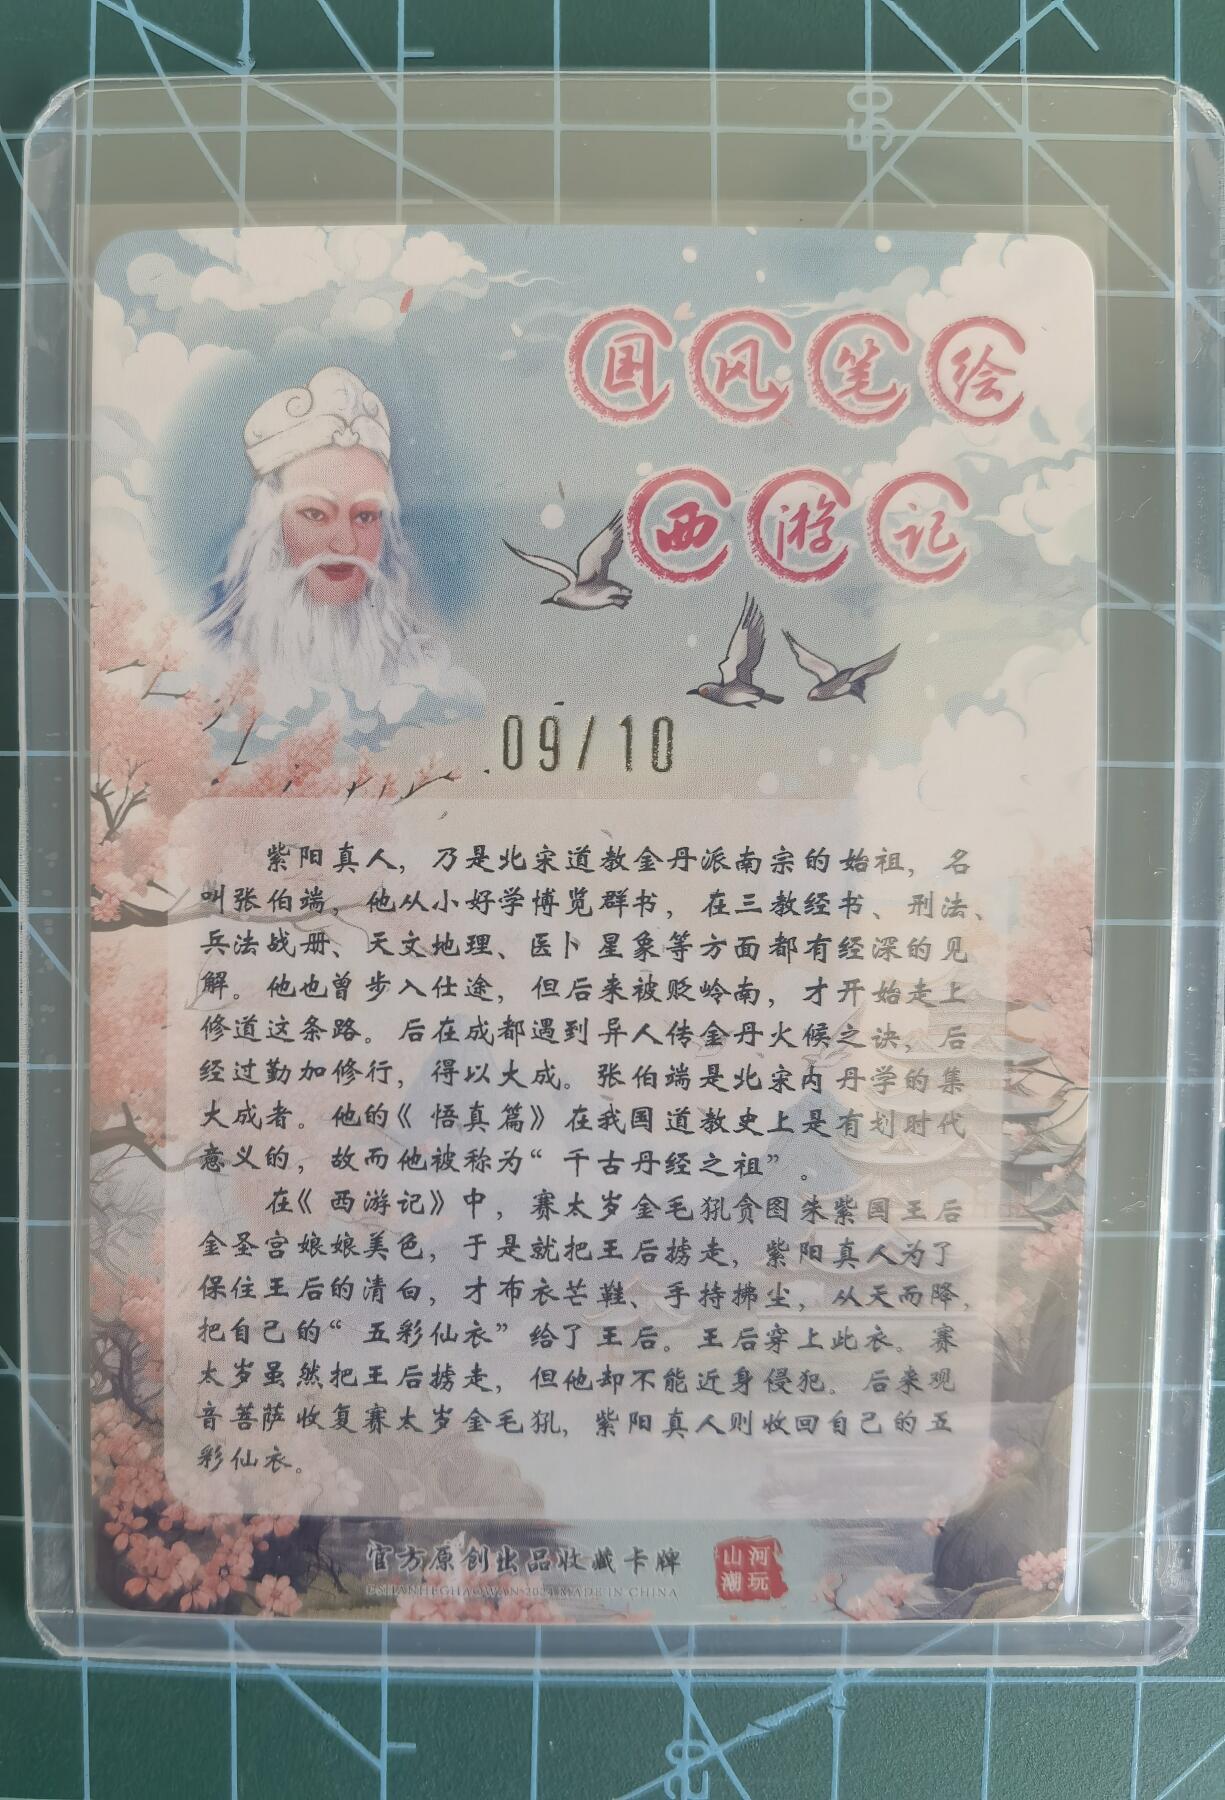 国风笔绘
西游记
09/10
紫阳真人，乃是北宋道教金丹派南宗的始祖，名
叫张伯端，他从小好学博览群书，在三教经书、刑法、
兵法战册、天文地理、医卜星象等方面都有经深的见
解。他也曾步入仕途，但后来被贬岭南，才开始走上
修道这条路。后在成都遇到异人传金丹火候之诀，后
经过勤加修行，得以大成。张伯端是北宋内丹学的集
大成者。他的《悟真篇》在我国道教史上是有划时代
意义的，故而他被称为“千古丹经之祖”。
在《西游记》中，赛太岁金毛犼贪图朱紫国王后
金圣宫娘娘美色，于是就把王后掳走，紫阳真人为了
保住王后的清白，才布衣芒鞋、手持拂尘，从天而降，
把自己的“五彩仙衣”给了王后。王后穿上此衣。赛
太岁虽然把王后掳走，但他却不能近身侵犯。后来观
音菩萨收复赛太岁金毛犼，紫阳真人则收回自己的五
彩仙衣。
官方原创出品收藏卡牌
MADE IN CHINA
山河
潮玩